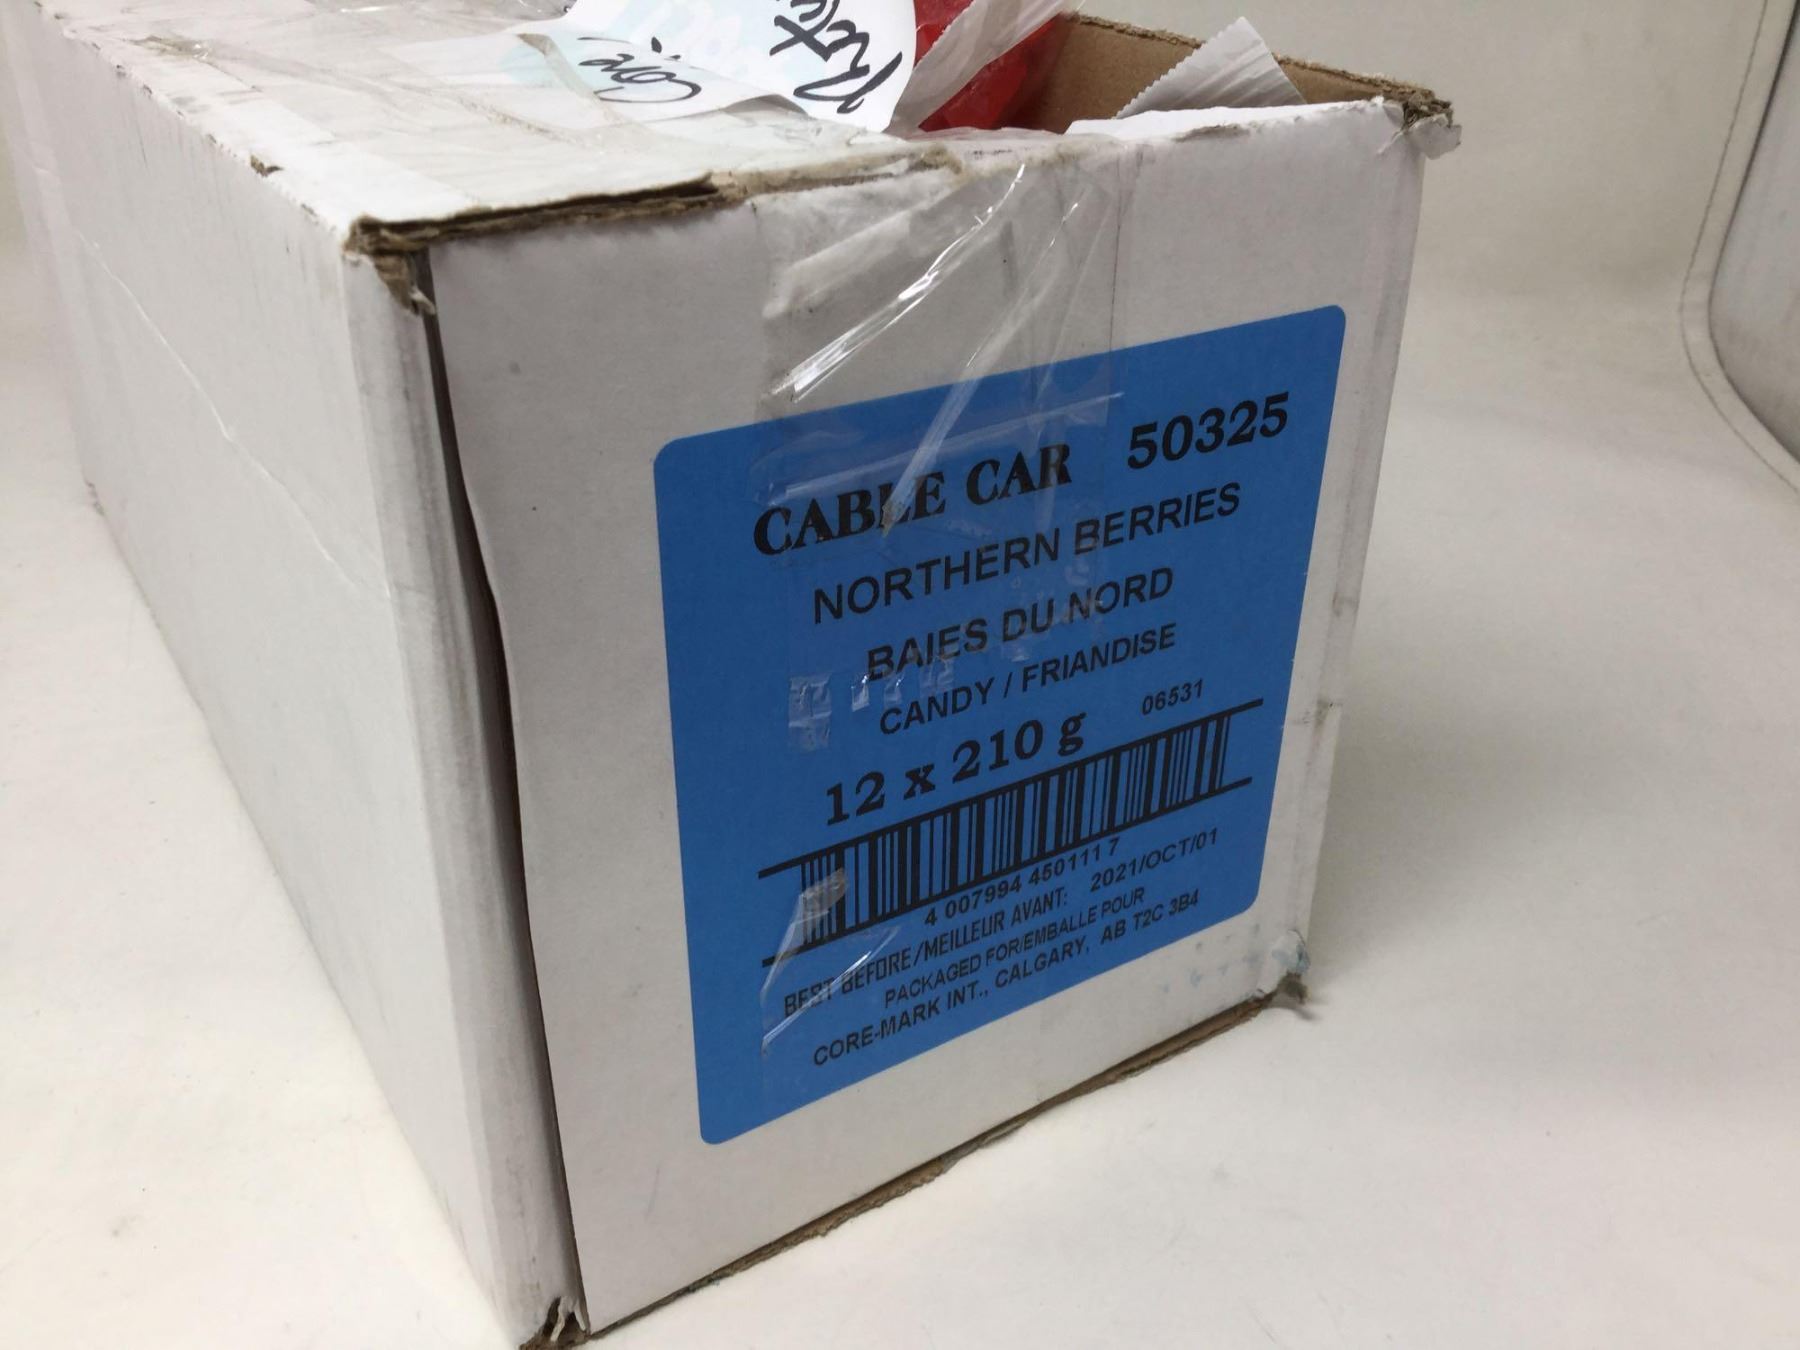 CABLE CAR 50325
NORTHERN BERRIES
BAIES DU NORD
CANDY / FRIANDISE
12 x 210 g 06531
4 007994 450111 7
BEST BEFORE/MEILLEUR AVANT: 2021/OCT/01
PACKAGED FOR/EMBALLE POUR
CORE-MARK INT., CALGARY, AB T2C 3B4